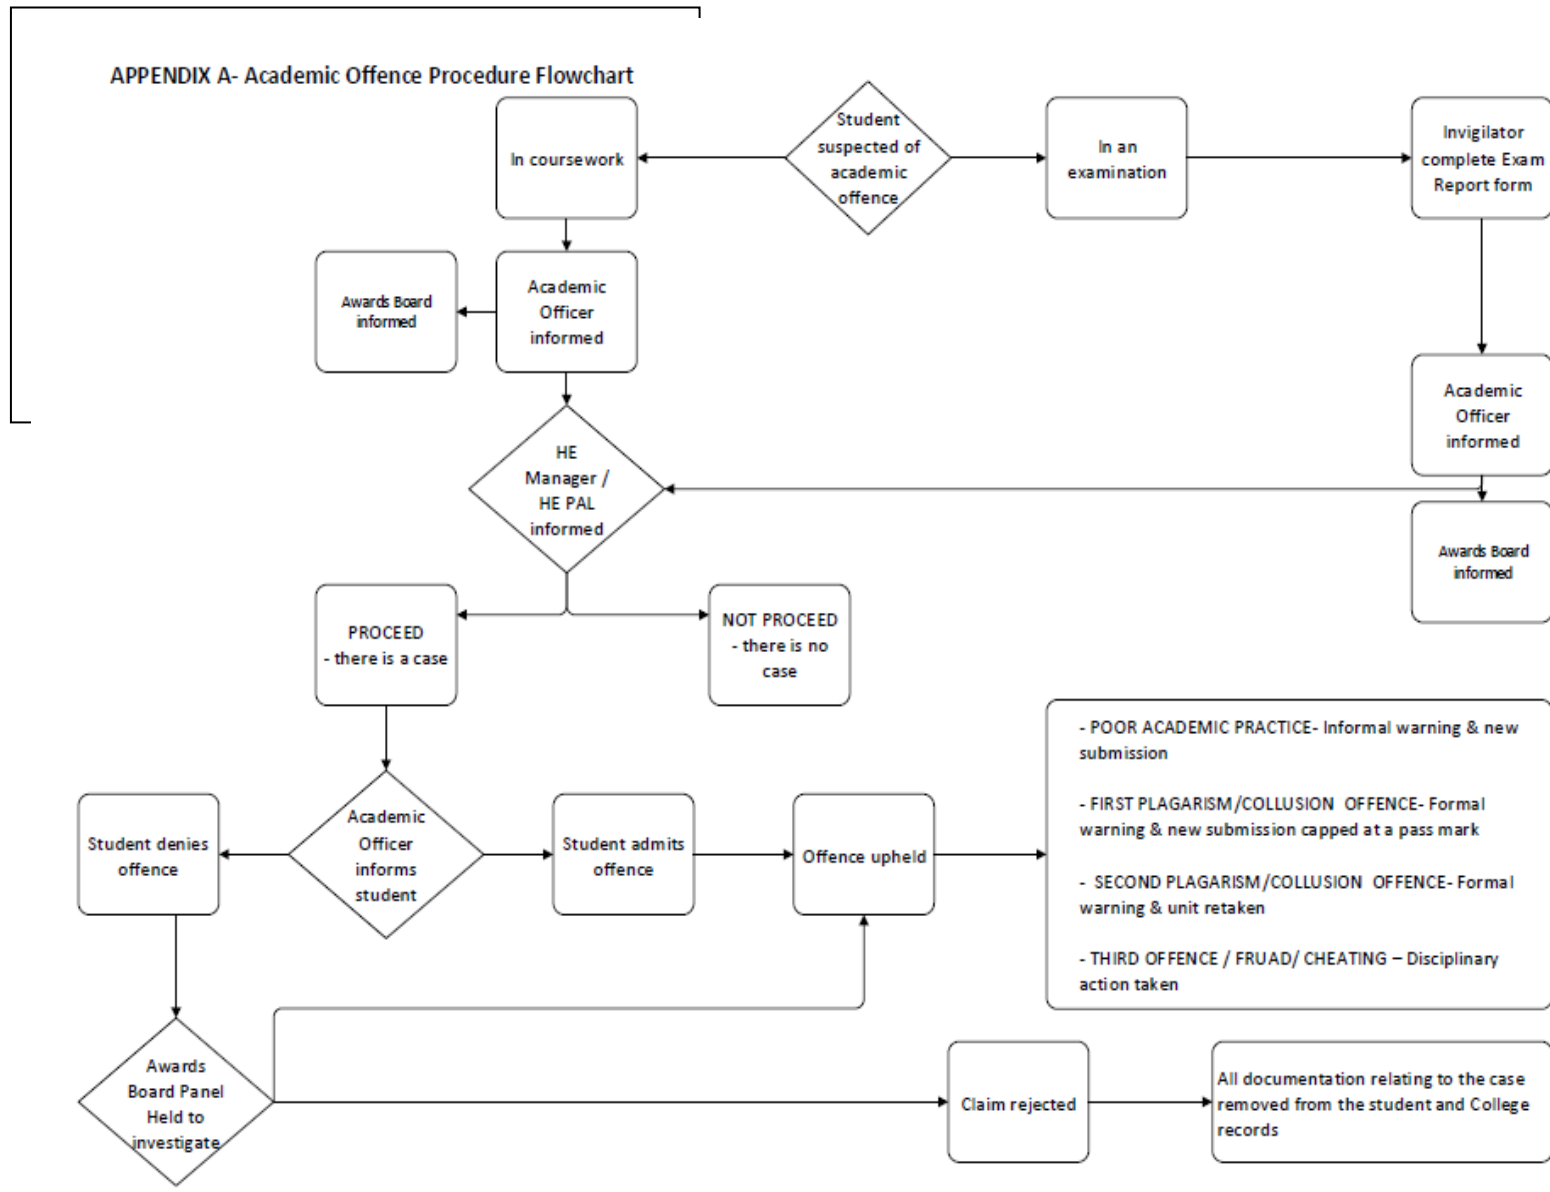 APPENDIX A- Academic Offence Procedure Flowchart
Student
suspected of
academic
offence
In coursework
In an
examination
Invigilator
complete Exam
Report form
Academic
Officer
informed
Awards Board
informed
Academic
Officer
informed
Awards Board
informed
HE
Manager /
HE PAL
informed
PROCEED
- there is a case
NOT PROCEED
- there is no
case
Academic
Officer
informs
student
Student denies
offence
Student admits
offence
Offence upheld
- POOR ACADEMIC PRACTICE- Informal warning & new
submission
- FIRST PLAGARISM/COLLUSION OFFENCE- Formal
warning & new submission capped at a pass mark
- SECOND PLAGARISM/COLLUSION OFFENCE- Formal
warning & unit retaken
- THIRD OFFENCE / FRUAD/ CHEATING – Disciplinary
action taken
Awards
Board Panel
Held to
investigate
Claim rejected
All documentation relating to the case
removed from the student and College
records